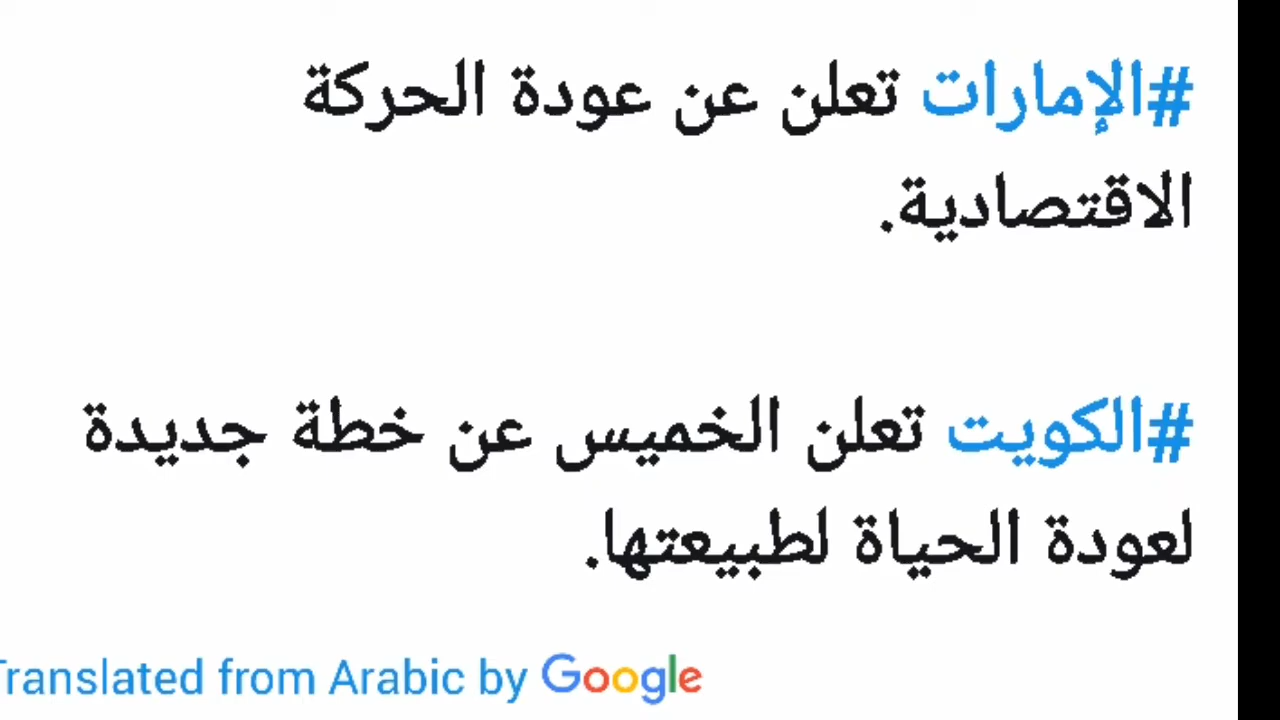 #الإمارات تعلن عن عودة الحركة
الاقتصادية.
#الكويت تعلن الخميس عن خطة جديدة
لعودة الحياة لطبيعتها.
Translated from Arabic by Google